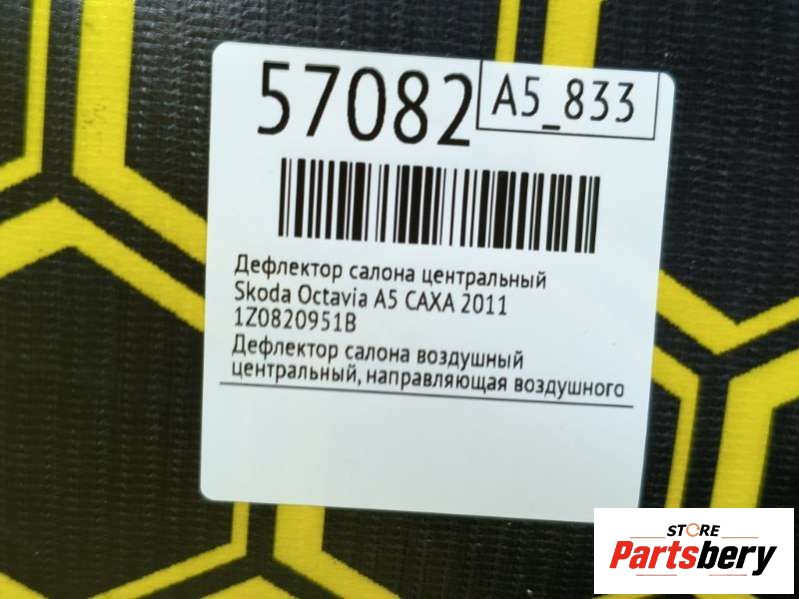 57082
A5_833
Дефлектор салона центральный
Skoda Octavia A5 CAXA 2011
1Z0820951B
Дефлектор салона воздушный
центральный, направляющая воздушного
STORE
Partsbery